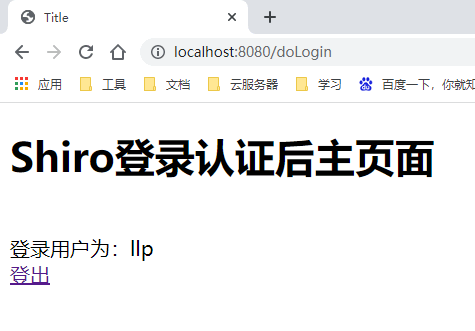 Title
localhost:8080/doLogin
应用 工具 文档 云服务器 学习 百度一下，你就知
Shiro登录认证后主页面
登录用户为：llp
登出